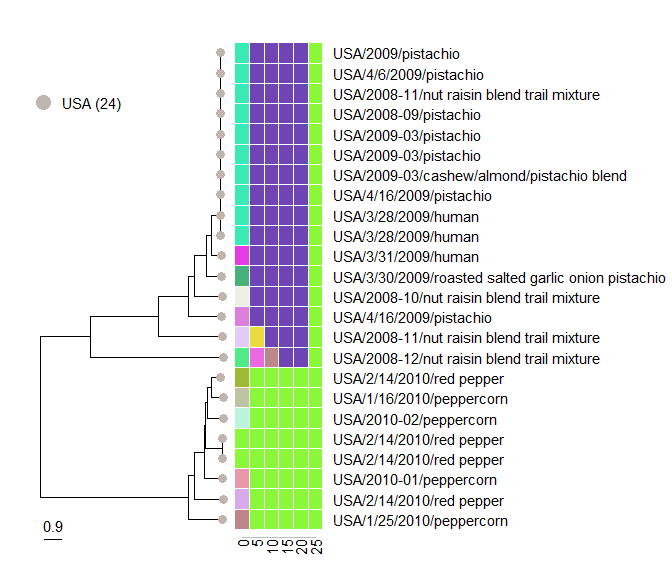 USA/2009/pistachio
USA/4/6/2009/pistachio
USA (24)
USA/2008-11/nut raisin blend trail mixture
USA/2008-09/pistachio
USA/2009-03/pistachio
USA/2009-03/pistachio
USA/2009-03/cashew/almond/pistachio blend
USA/4/16/2009/pistachio
USA/3/28/2009/human
USA/3/28/2009/human
USA/3/31/2009/human
USA/3/30/2009/roasted salted garlic onion pistachio
USA/2008-10/nut raisin blend trail mixture
USA/4/16/2009/pistachio
USA/2008-11/nut raisin blend trail mixture
USA/2008-12/nut raisin blend trail mixture
USA/2/14/2010/red pepper
USA/1/16/2010/peppercorn
USA/2010-02/peppercorn
USA/2/14/2010/red pepper
USA/2/14/2010/red pepper
USA/2010-01/peppercorn
USA/2/14/2010/red pepper
USA/1/25/2010/peppercorn
0.9
0 5 10 15 20 25